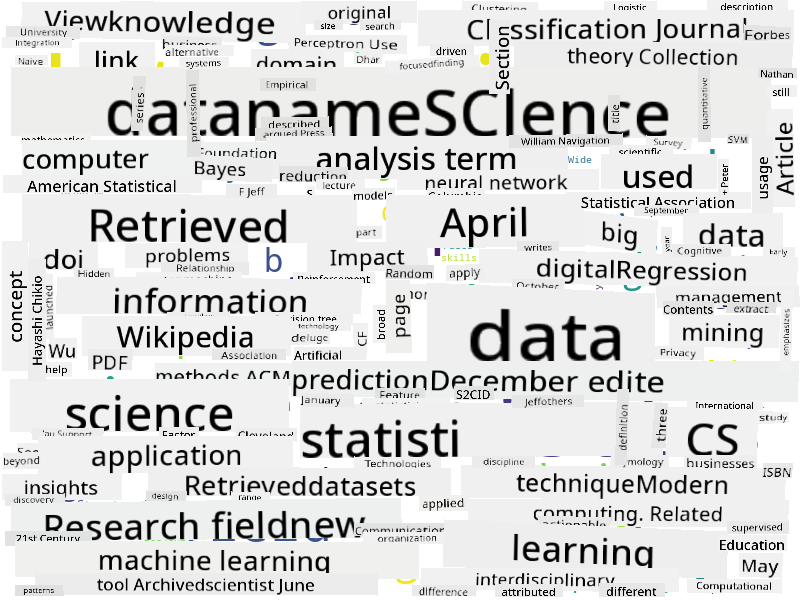 Viewknowledge
original
Clustering
Logistic
description
size
search
University
Classification Journal
Forbes
Integration
business
alternative
Perceptron Use
driven
Section
theory Collection
Naive
link
systems
domain
Dhar
focusedfinding
Nathan
still
Empirical
series
professional
datanameSCIence
title
quantitative
described
argued Press
mathematics
William Navigation
Survey
SVM
Article
computer
Foundation
analysis term
Wide
scientific
Bayes
reduction
neural network
used
Peter
usage
American Statistical
F Jeff
lecture
models
Columbia
Statistical Association
September
Retrieved
April
big
data
part
writes
year
Cognitive
early
doi
problems
b
Impact
skills
Relationship
Hidden
Random
apply
digitalRegression
Reinforcement
October
concept
Hayashi Chikio
launched
information
page
management
Contents
extract
broad
data
mining
emphasizes
Wikipedia
technology
deluge
CF
Wu
PDF
Association
Artificial
Privacy
help
methods ACM
predictionDecember edite
January
Feature
S2CID
Jeffothers
International
science
study
statisti
definition
three
CS
Factor
Cleveland
beyond
application
Technologies
discipline
businesses
ISBN
insights
Retrieveddatasets
techniqueModern
discovery
design
range
applied
computing. Related
Research fieldnew
Communication
actionable
supervised
21st Century
organization
learning
Education
machine learning
May
tool Archivedscientist June
interdisciplinary
Computational
patterns
difference
attributed
different